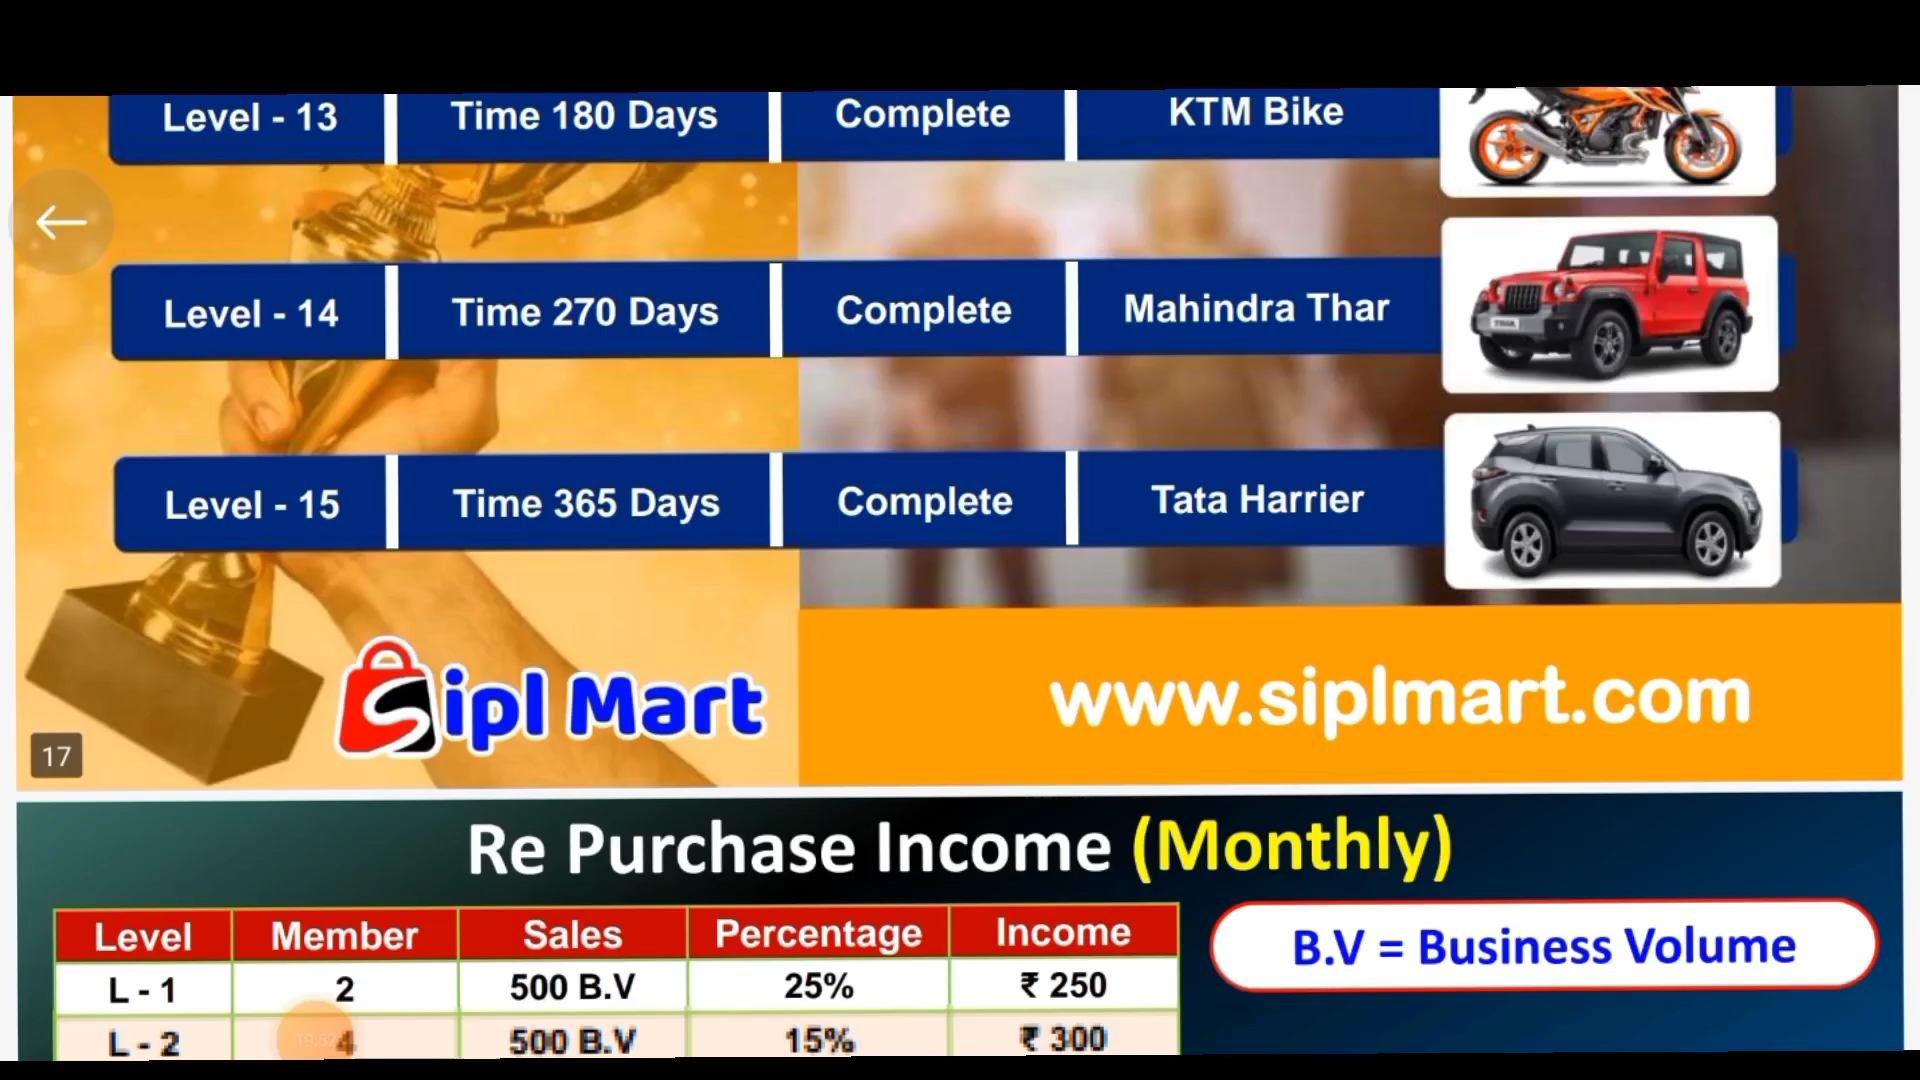 Level - 13 Time 180 Days Complete KTM Bike
Level - 14 Time 270 Days Complete Mahindra Thar
THAR
Level - 15 Time 365 Days Complete Tata Harrier
Sipl Mart www.siplmart.com
17
Re Purchase Income (Monthly)
Level Member Sales Percentage Income
B.V = Business Volume
L - 1 2 500 B.V 25% ₹ 250
L - 2 4 500 B.V 15% ₹ 300